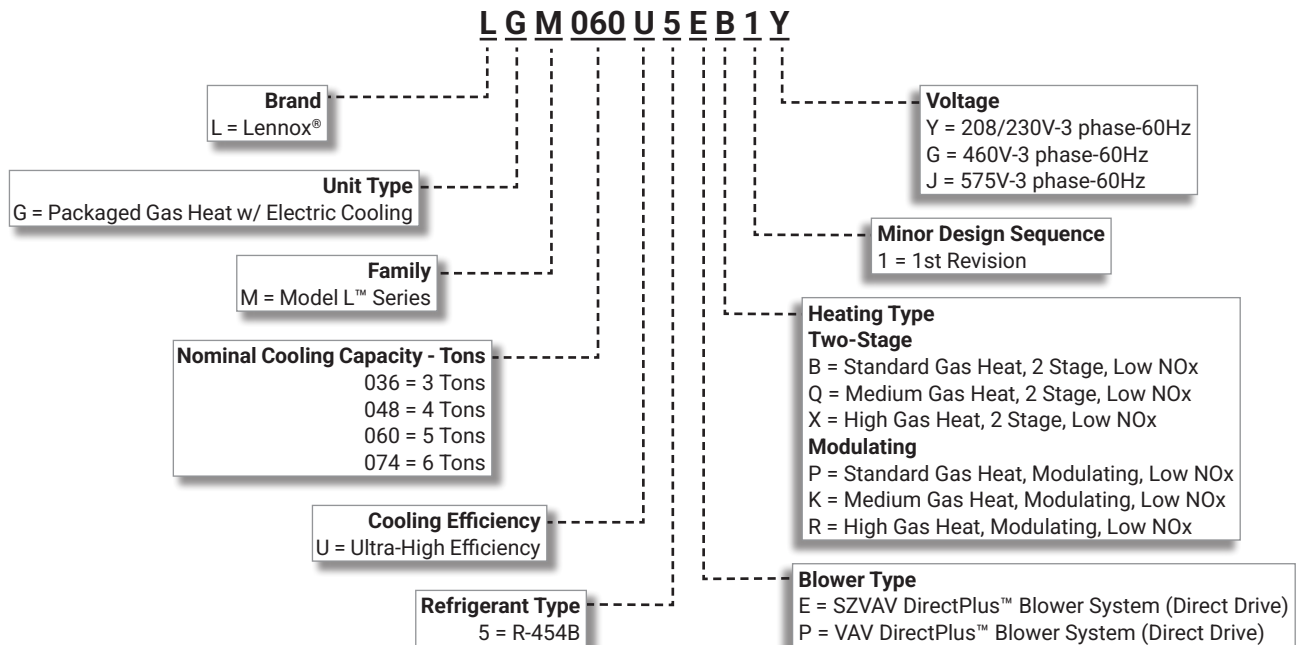 L G M 060 U 5 E B 1 Y
Brand
L = Lennox®
Unit Type
G = Packaged Gas Heat w/ Electric Cooling
Family
M = Model L™ Series
Nominal Cooling Capacity - Tons
036 = 3 Tons
048 = 4 Tons
060 = 5 Tons
074 = 6 Tons
Cooling Efficiency
U = Ultra-High Efficiency
Refrigerant Type
5 = R-454B
Voltage
Y = 208/230V-3 phase-60Hz
G = 460V-3 phase-60Hz
J = 575V-3 phase-60Hz
Minor Design Sequence
1 = 1st Revision
Heating Type
Two-Stage
B = Standard Gas Heat, 2 Stage, Low NOx
Q = Medium Gas Heat, 2 Stage, Low NOx
X = High Gas Heat, 2 Stage, Low NOx
Modulating
P = Standard Gas Heat, Modulating, Low NOx
K = Medium Gas Heat, Modulating, Low NOx
R = High Gas Heat, Modulating, Low NOx
Blower Type
E = SZVAV DirectPlus™ Blower System (Direct Drive)
P = VAV DirectPlus™ Blower System (Direct Drive)